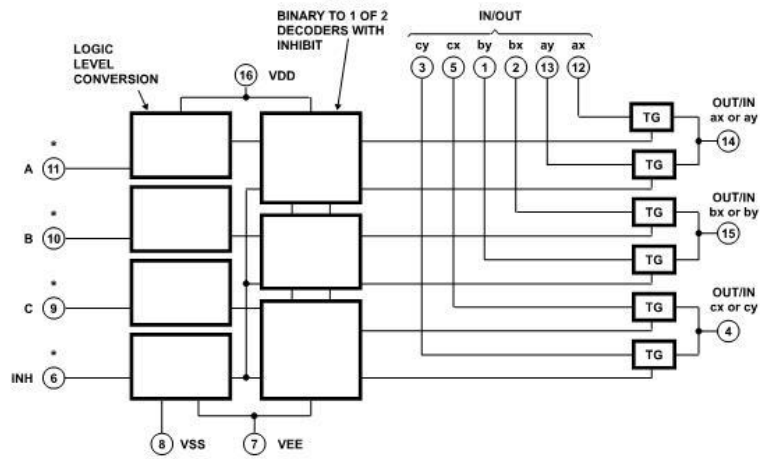 BINARY TO 1 OF 2
DECODERS WITH
INHIBIT
IN/OUT
cy cx by bx ay ax
3 5 1 2 13 12
LOGIC
LEVEL
CONVERSION
16 VDD
TG
OUT/IN
ax or ay
14
TG
*
A 11
TG
OUT/IN
bx or by
15
*
B 10
TG
*
C 9
TG
OUT/IN
cx or cy
4
TG
*
INH 6
8 VSS
7 VEE